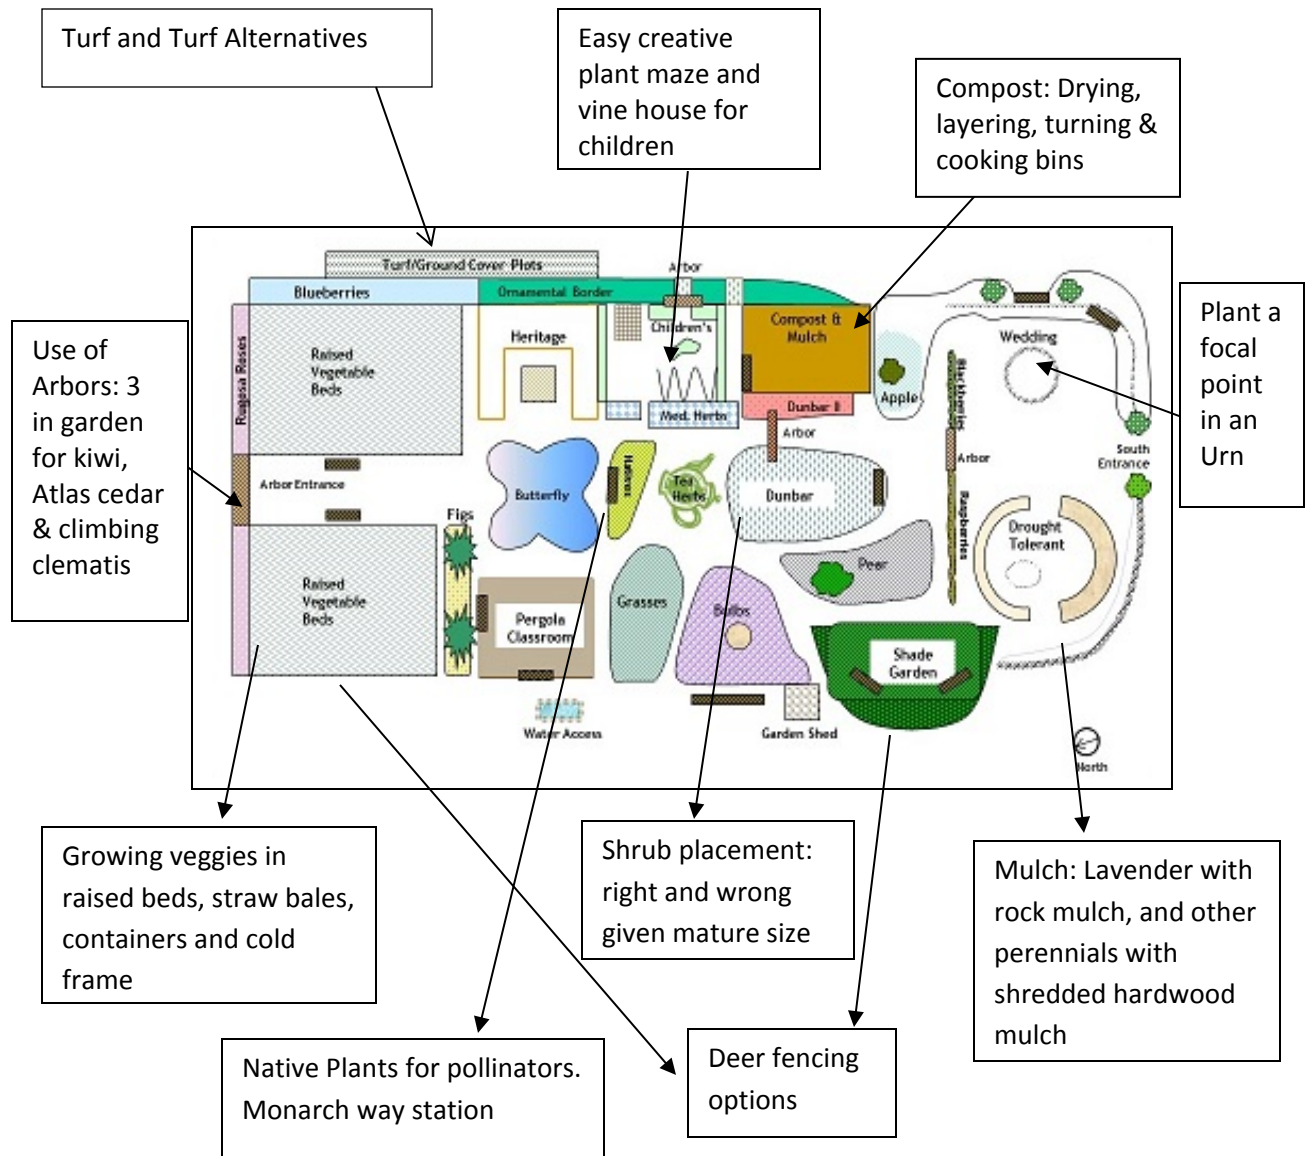 Turf and Turf Alternatives
Easy creative
plant maze and
vine house for
children
Compost: Drying,
layering, turning &
cooking bins
Use of
Arbors: 3
in garden
for kiwi,
Atlas cedar
& climbing
clematis
Plant a
focal
point
in an
Urn
Turf/Ground Cover Plots
Arbor
Blueberries
Ornamental Border
Rugosa Roses
Raised
Vegetable
Beds
Heritage
Children's
Compost &
Mulch
Wedding
Apple
Blackberries
Med. Herbs
Dunbar II
Arbor
Arbor
South
Entrance
Arbor Entrance
Figs
Butterfly
Natives
Tea
Herbs
Dunbar
Raspberries
Drought
Tolerant
Pear
Raised
Vegetable
Beds
Pergola
Classroom
Grasses
Bulbs
Shade
Garden
Water Access
Garden Shed
North
Growing veggies in
raised beds, straw bales,
containers and cold
frame
Shrub placement:
right and wrong
given mature size
Mulch: Lavender with
rock mulch, and other
perennials with
shredded hardwood
mulch
Native Plants for pollinators.
Monarch way station
Deer fencing
options